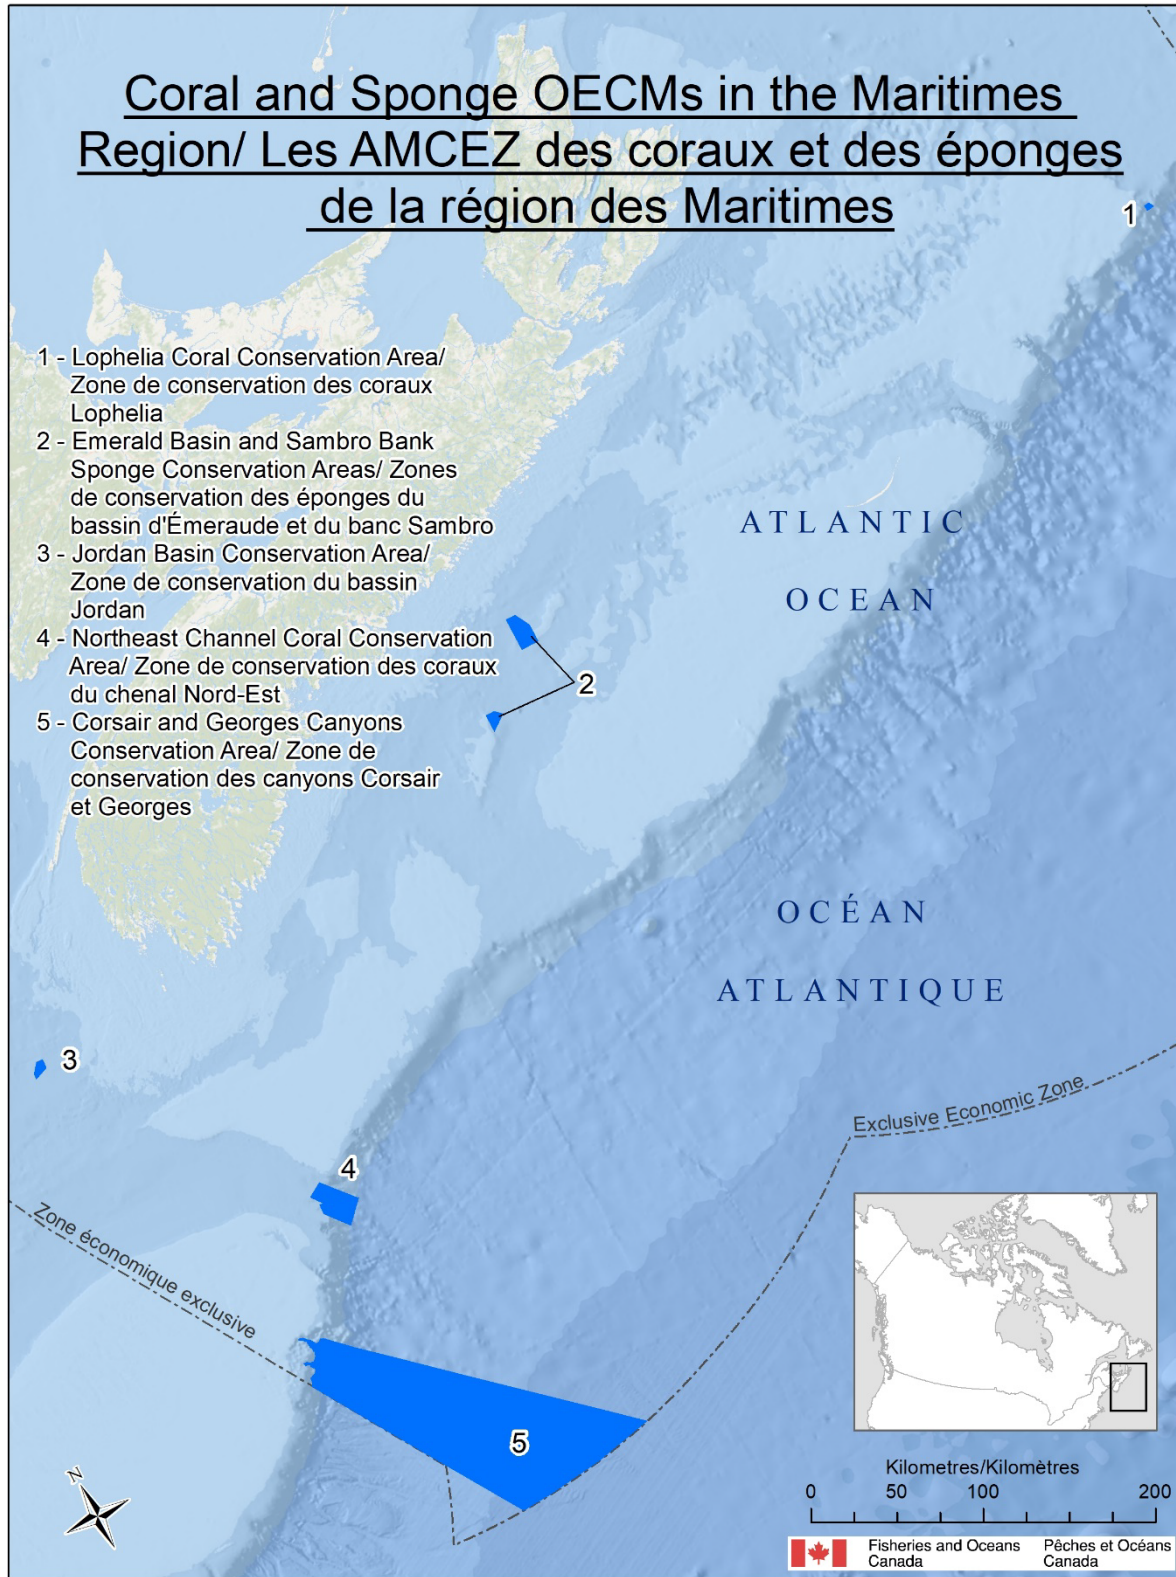 Coral and Sponge OECMs in the Maritimes
Region/ Les AMCEZ des coraux et des éponges
de la région des Maritimes
1
1 - Lophelia Coral Conservation Area/
Zone de conservation des coraux
Lophelia
2 - Emerald Basin and Sambro Bank
Sponge Conservation Areas/ Zones
de conservation des éponges du
bassin d'Émeraude et du banc Sambro
3 - Jordan Basin Conservation Area/
Zone de conservation du bassin
Jordan
4 - Northeast Channel Coral Conservation
Area/ Zone de conservation des coraux
du chenal Nord-Est
5 - Corsair and Georges Canyons
Conservation Area/ Zone de
conservation des canyons Corsair
et Georges
ATLANTIC
OCEAN
2
OCÉAN
ATLANTIQUE
3
Exclusive Economic Zone
4
Zone économique exclusive
5
N
Kilometres/Kilomètres
0 50 100 200
Fisheries and Oceans
Canada
Pêches et Océans
Canada